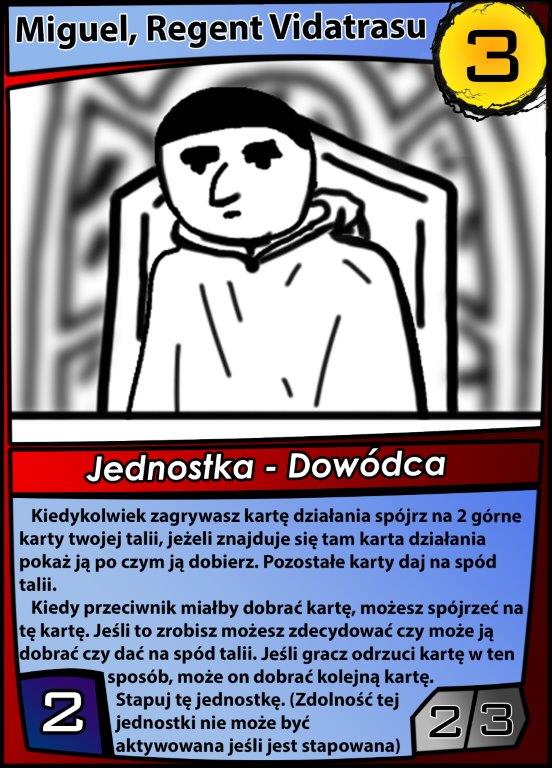 Miguel, Regent Vidatrasu
3
Jednostka - Dowódca
Kiedykolwiek zagrywasz kartę działania spójrz na 2 górne
karty twojej talii, jeżeli znajduje się tam karta działania
pokaż ją po czym ją dobierz. Pozostałe karty daj na spód
talii.
Kiedy przeciwnik miałby dobrać kartę, możesz spójrzeć na
tę kartę. Jeśli to zrobisz możesz zdecydować czy może ją
dobrać czy dać na spód talii. Jeśli gracz odrzuci kartę w ten
sposób, może on dobrać kolejną kartę.
Stapuj tę jednostkę. (Zdolność tej
jednostki nie może być
aktywowana jeśli jest stapowana)
2
2 3